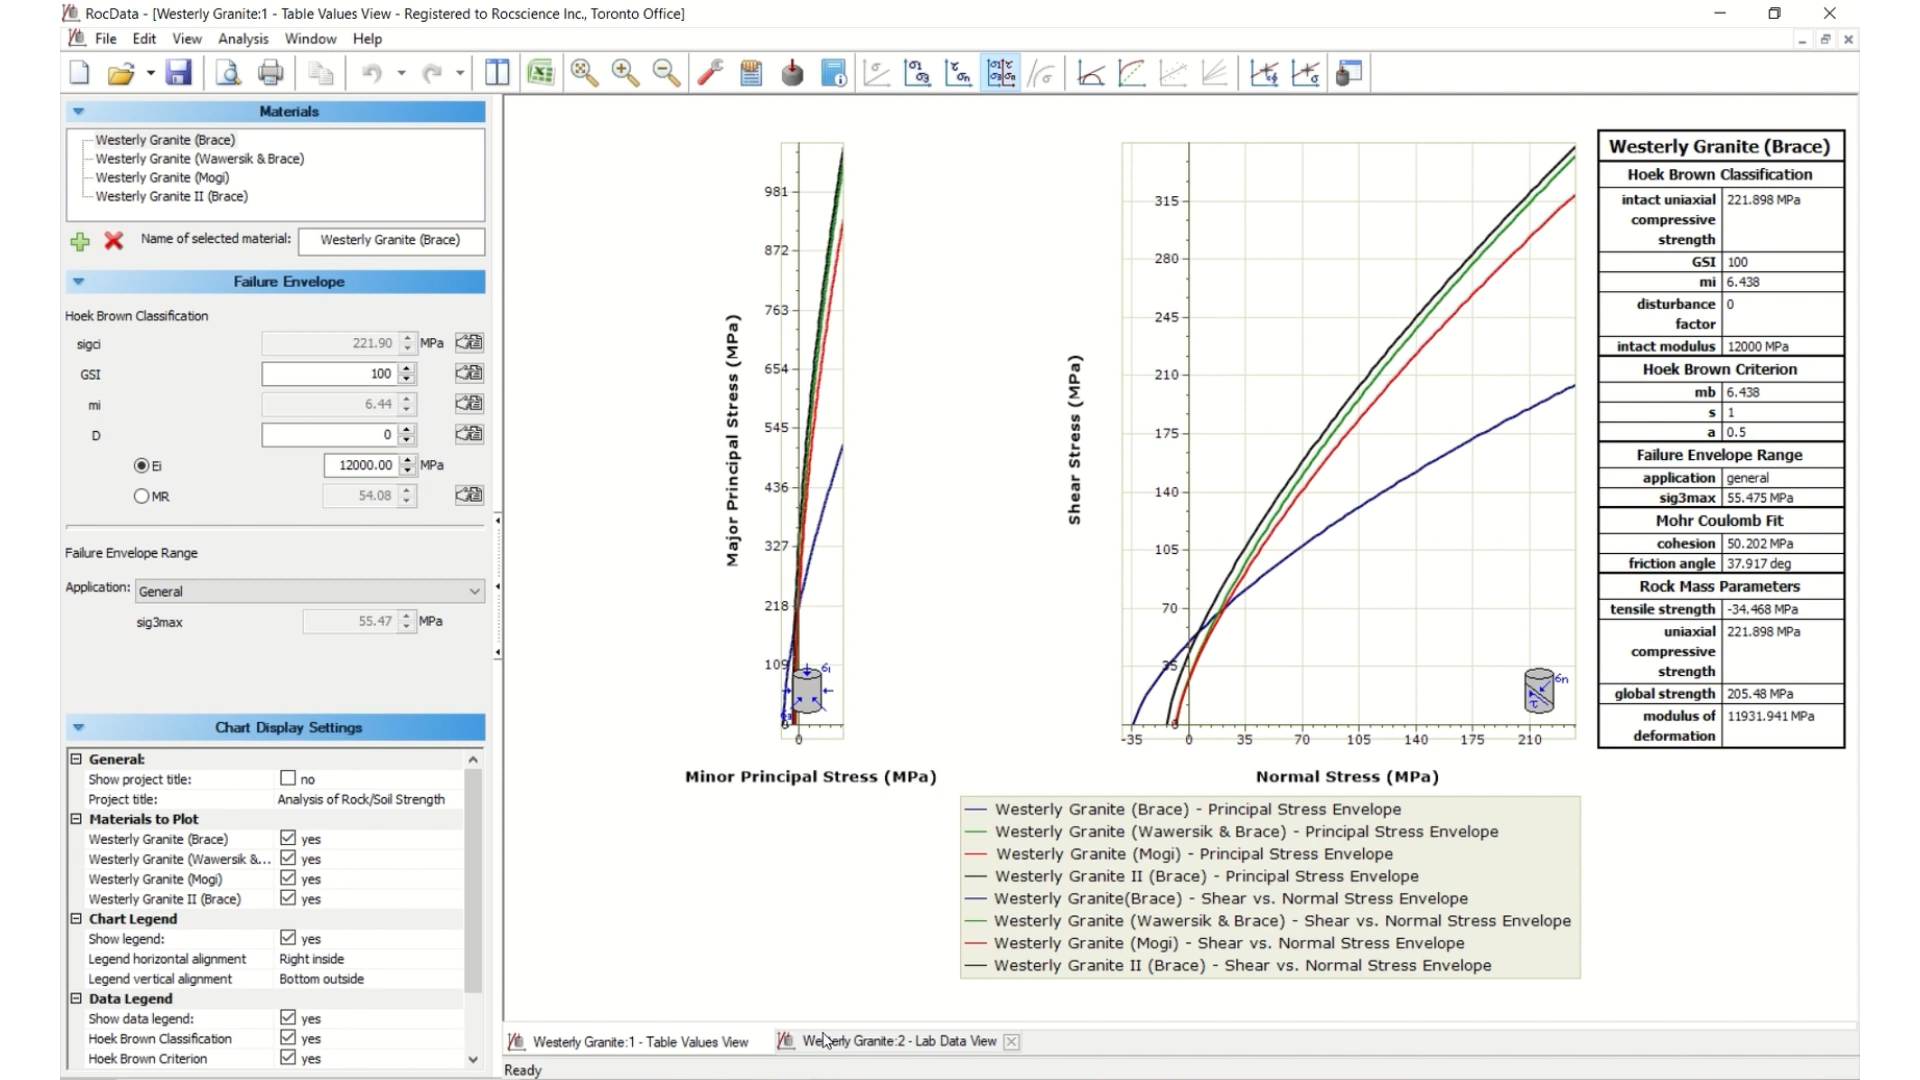 RocData - [Westerly Granite:1 - Table Values View - Registered to Rocscience Inc., Toronto Office]
File Edit View Analysis Window Help
Materials
Westerly Granite (Brace)
Westerly Granite (Wawersik & Brace)
Westerly Granite (Mogi)
Westerly Granite II (Brace)
Name of selected material: Westerly Granite (Brace)
Failure Envelope
Hoek Brown Classification
sigci 221.90 MPa
GSI 100
mi 6.44
D 0
Ei 12000.00 MPa
MR 54.08
Failure Envelope Range
Application: General
sig3max 55.47 MPa
Chart Display Settings
General:
Show project title: no
Project title: Analysis of Rock/Soil Strength
Materials to Plot
Westerly Granite (Brace) yes
Westerly Granite (Wawersik &... yes
Westerly Granite (Mogi) yes
Westerly Granite II (Brace) yes
Chart Legend
Show legend: yes
Legend horizontal alignment Right inside
Legend vertical alignment Bottom outside
Data Legend
Show data legend: yes
Hoek Brown Classification yes
Hoek Brown Criterion yes
Major Principal Stress (MPa)
981
872
763
654
545
436
327
218
109
0
0
Minor Principal Stress (MPa)
Shear Stress (MPa)
315
280
245
210
175
140
105
70
35
0
-35 0 35 70 105 140 175 210
Normal Stress (MPa)
σ1
σn
τ
Westerly Granite (Brace) - Principal Stress Envelope
Westerly Granite (Wawersik & Brace) - Principal Stress Envelope
Westerly Granite (Mogi) - Principal Stress Envelope
Westerly Granite II (Brace) - Principal Stress Envelope
Westerly Granite(Brace) - Shear vs. Normal Stress Envelope
Westerly Granite (Wawersik & Brace) - Shear vs. Normal Stress Envelope
Westerly Granite (Mogi) - Shear vs. Normal Stress Envelope
Westerly Granite II (Brace) - Shear vs. Normal Stress Envelope
Westerly Granite (Brace)
Hoek Brown Classification
intact uniaxial 221.898 MPa
compressive
strength
GSI 100
mi 6.438
disturbance 0
factor
intact modulus 12000 MPa
Hoek Brown Criterion
mb 6.438
s 1
a 0.5
Failure Envelope Range
application general
sig3max 55.475 MPa
Mohr Coulomb Fit
cohesion 50.202 MPa
friction angle 37.917 deg
Rock Mass Parameters
tensile strength -34.468 MPa
uniaxial 221.898 MPa
compressive
strength
global strength 205.48 MPa
modulus of 11931.941 MPa
deformation
Westerly Granite:1 - Table Values View
Westerly Granite:2 - Lab Data View
Ready